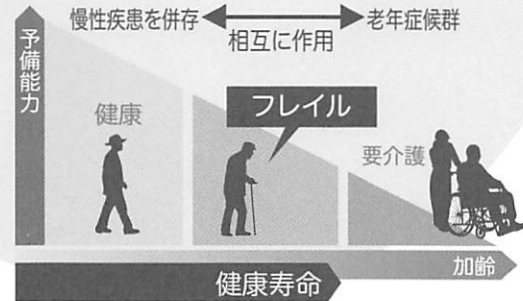 慢性疾患を併存
老年症候群
相互に作用
予備能力
健康
フレイル
要介護
加齢
健康寿命